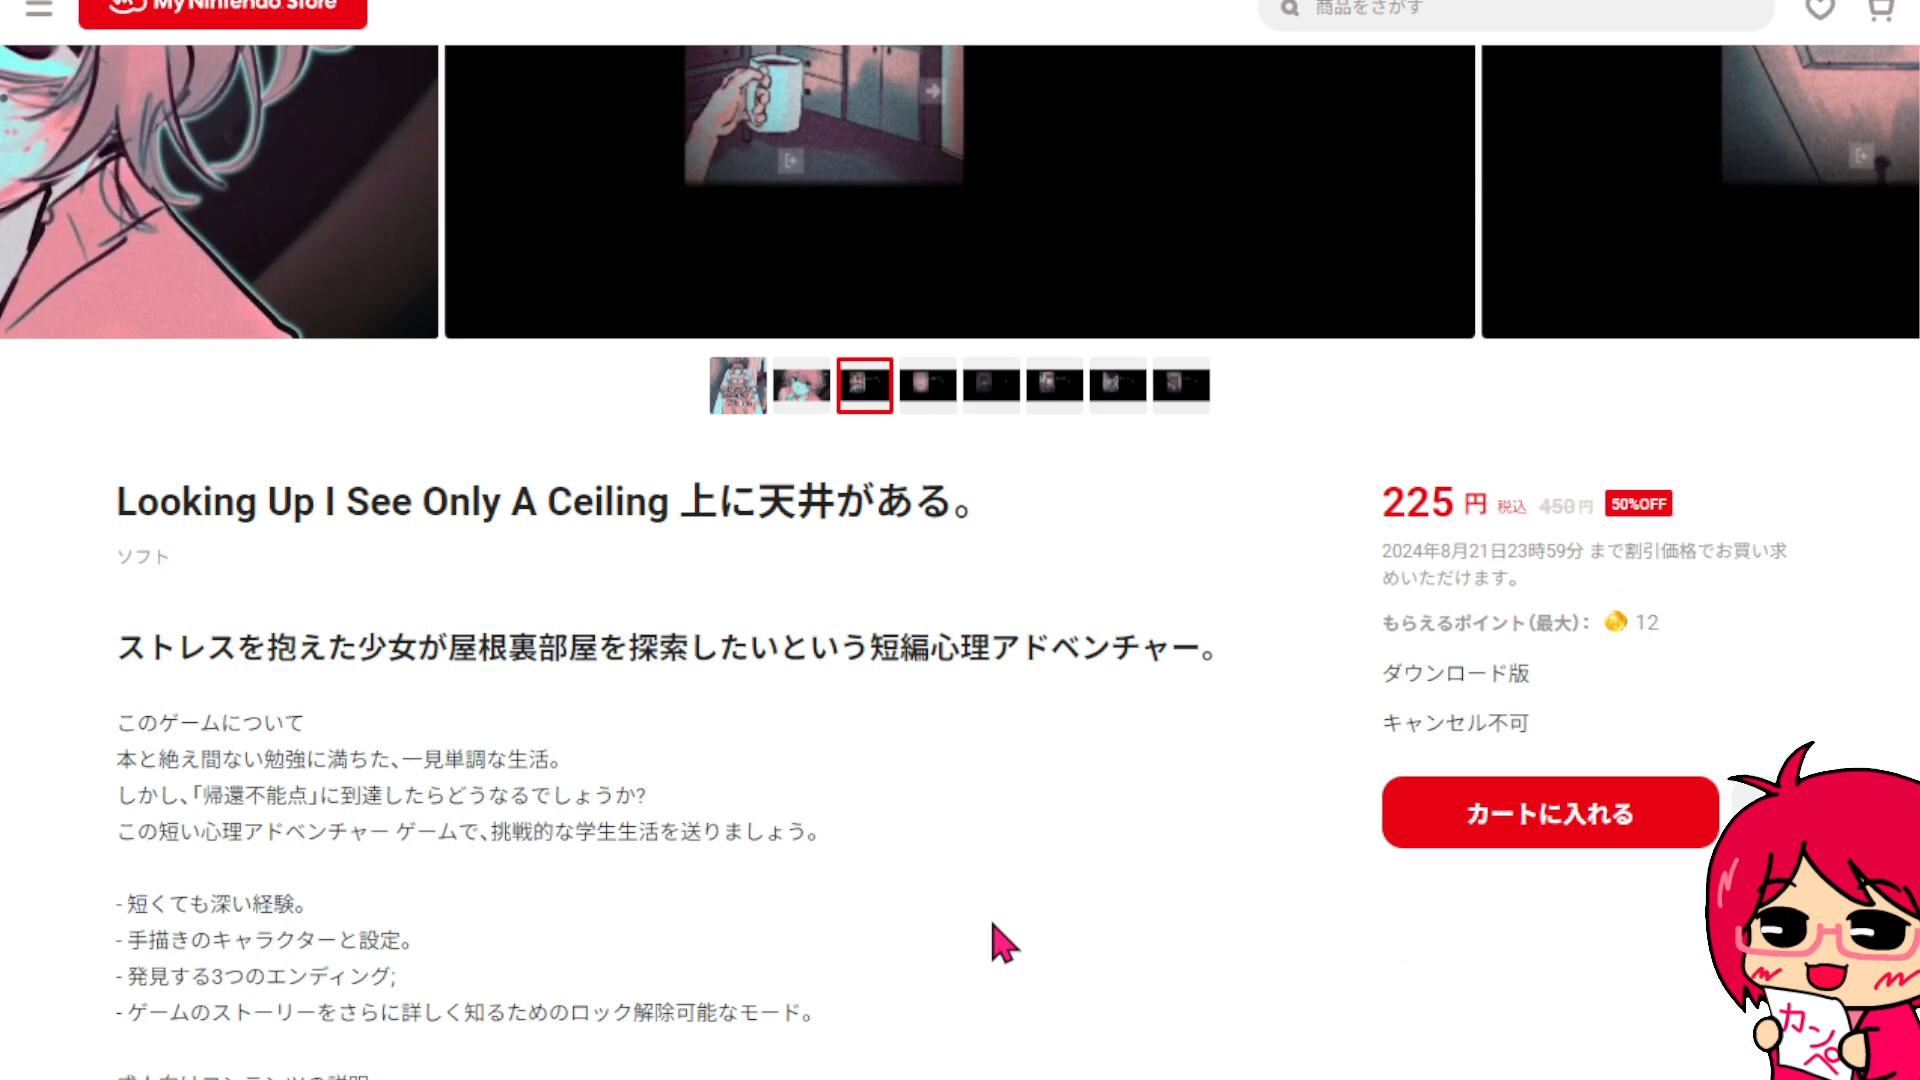 My Nintendo Store
商品をさがす
Looking Up I See Only A Ceiling 上に天井がある。
ソフト
ストレスを抱えた少女が屋根裏部屋を探索したいという短編心理アドベンチャー。
このゲームについて
本と絶え間ない勉強に満ちた、一見単調な生活。
しかし、「帰還不能点」に到達したらどうなるでしょうか?
この短い心理アドベンチャー ゲームで、挑戦的な学生生活を送りましょう。
- 短くても深い経験。
- 手描きのキャラクターと設定。
- 発見する3つのエンディング;
- ゲームのストーリーをさらに詳しく知るためのロック解除可能なモード。
225 円 税込 450円 50%OFF
2024年8月21日23時59分 まで割引価格でお買い求
めいただけます。
もらえるポイント(最大): 12
ダウンロード版
キャンセル不可
カートに入れる
カンペ